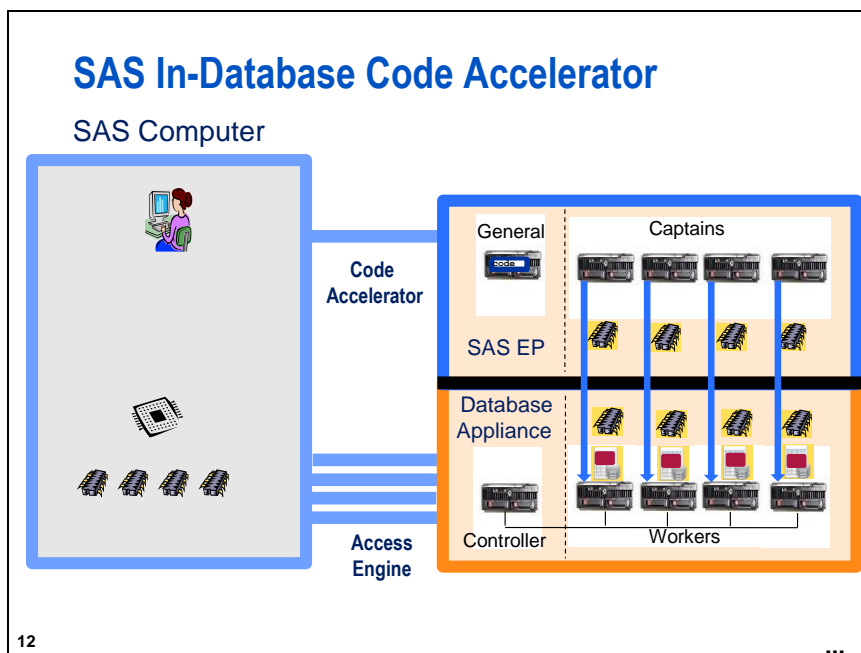 SAS In-Database Code Accelerator
SAS Computer
General
Captains
code
Code
Accelerator
SAS EP
Database
Appliance
Controller
Workers
Access
Engine
12
...